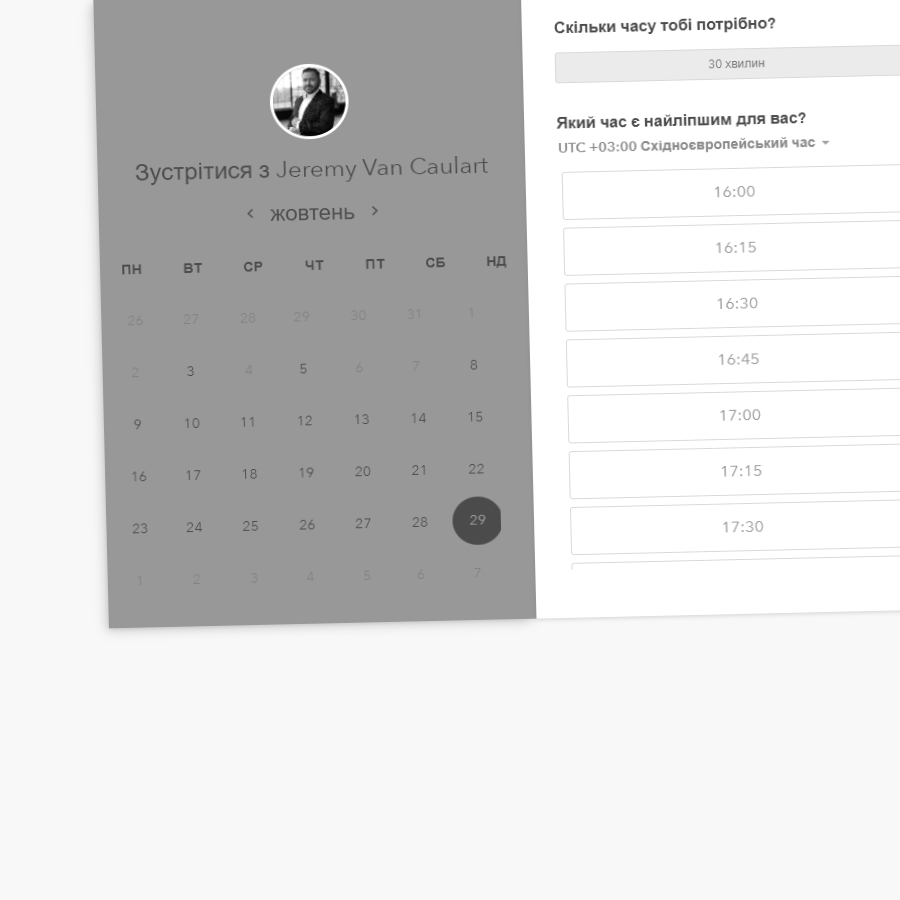 Зустрітися з Jeremy Van Caulart
жовтень
ПН ВТ СР ЧТ ПТ СБ НД
26 27 28 29 30 31 1
2 3 4 5 6 7 8
9 10 11 12 13 14 15
16 17 18 19 20 21 22
23 24 25 26 27 28 29
1 2 3 4 5 6 7
Скільки часу тобі потрібно?
30 хвилин
Який час є найліпшим для вас?
UTC +03:00 Східноєвропейський час
16:00
16:15
16:30
16:45
17:00
17:15
17:30